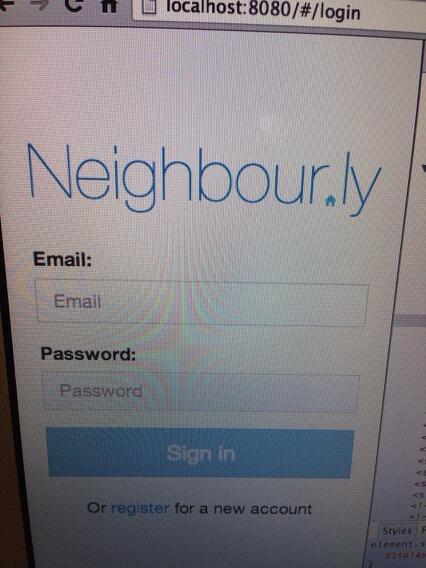 localhost:8080/#/login
Neighbour.ly
Email:
Email
Password:
Password
Sign in
Or register for a new account
Styles
element.s
display
}